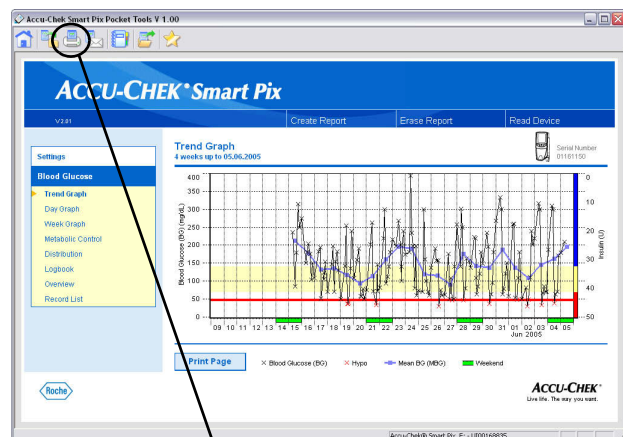 Accu-Chek Smart Pix Pocket Tools V 1.00
ACCU-CHEK® Smart Pix
V 2.01
Create Report
Erase Report
Read Device
Settings
Blood Glucose
Trend Graph
Day Graph
Week Graph
Metabolic Control
Distribution
Logbook
Overview
Record List
Trend Graph
4 weeks up to 05.06.2005
Serial Number
01161150
Blood Glucose (BG) (mg/dL)
400
350
300
250
200
150
100
50
0
0
10
20
30
40
50
Insulin (U)
09 10 11 12 13 14 15 16 17 18 19 20 21 22 23 24 25 26 27 28 29 30 31 01 02 03 04 05
Jun 2005
Print Page
Blood Glucose (BG)
Hypo
Mean BG (MBG)
Weekend
Roche
ACCU-CHEK®
Live life. The way you want.